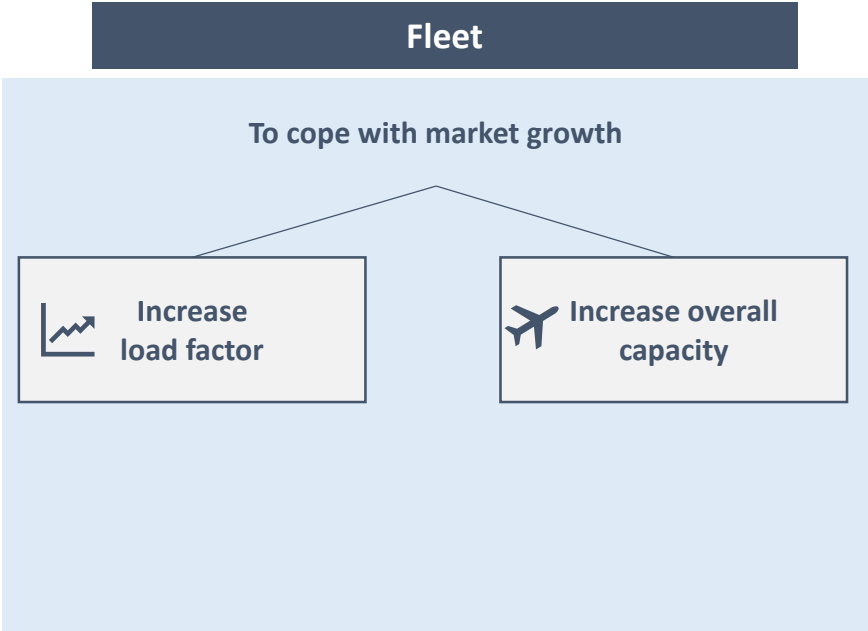 Fleet
To cope with market growth
Increase
load factor
Increase overall
capacity